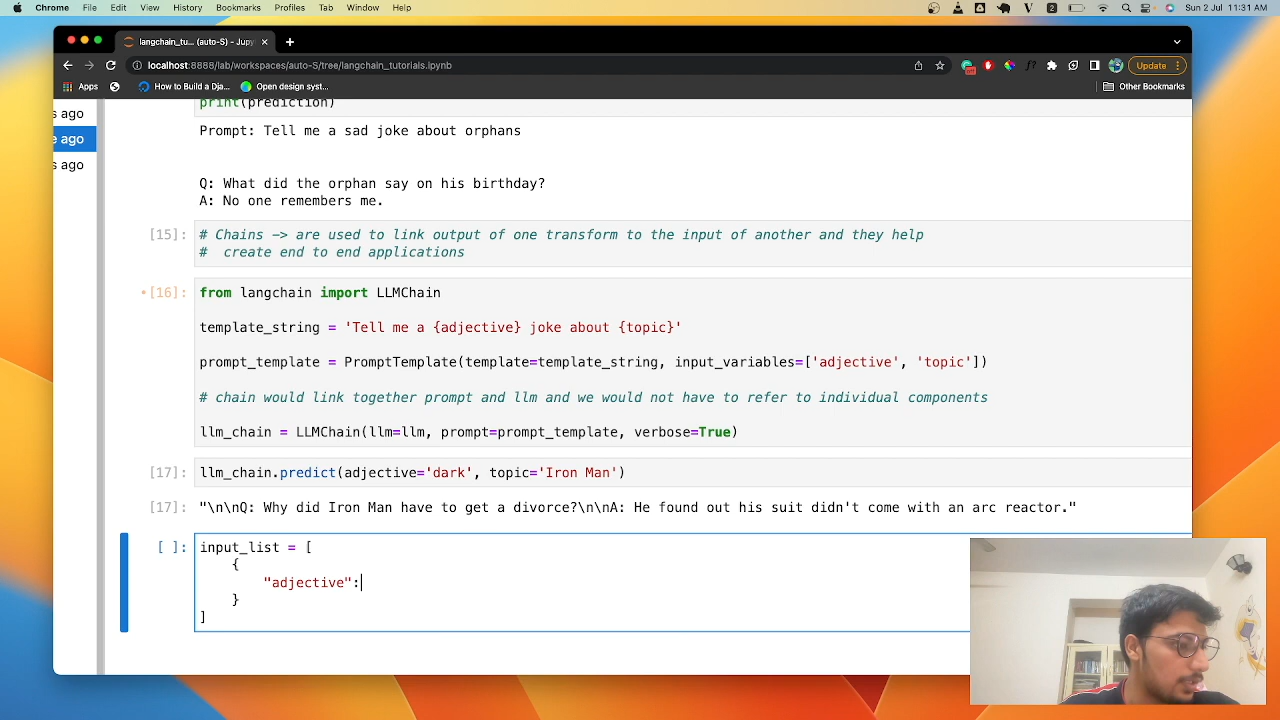 Chrome File Edit View History Bookmarks Profiles Tab Window Help 2 Sun 2 Jul 11:31 AM
langchain_tu... (auto-S) – Jupyt
localhost:8888/lab/workspaces/auto-S/tree/langchain_tutorials.ipynb Update
Apps How to Build a Dja... Open design syst... Other Bookmarks
s ago
print(prediction)
Prompt: Tell me a sad joke about orphans
e ago
s ago
Q: What did the orphan say on his birthday?
A: No one remembers me.
[15]: # Chains —> are used to link output of one transform to the input of another and they help
# create end to end applications
•[16]: from langchain import LLMChain
template_string = 'Tell me a {adjective} joke about {topic}'
prompt_template = PromptTemplate(template=template_string, input_variables=['adjective', 'topic'])
# chain would link together prompt and llm and we would not have to refer to individual components
llm_chain = LLMChain(llm=llm, prompt=prompt_template, verbose=True)
[17]: llm_chain.predict(adjective='dark', topic='Iron Man')
[17]: "\n\nQ: Why did Iron Man have to get a divorce?\n\nA: He found out his suit didn't come with an arc reactor."
[ ]: input_list = [
{
"adjective":
}
]